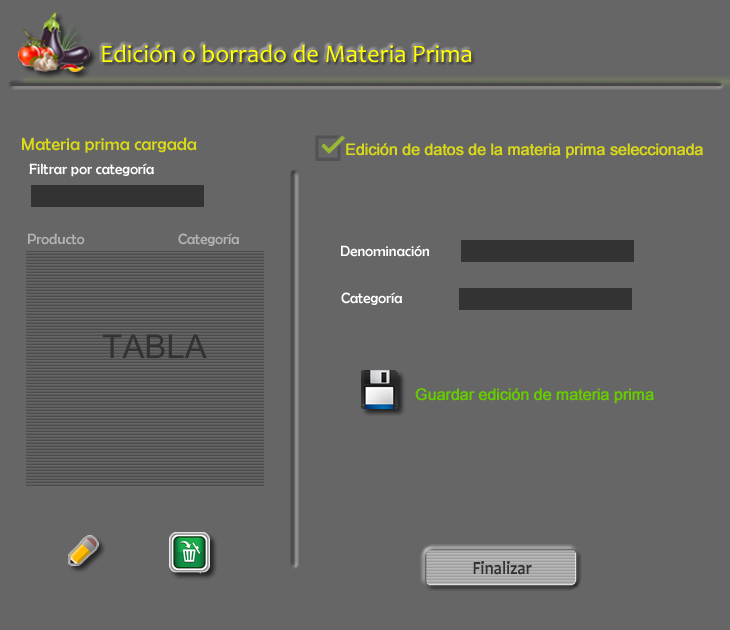 Edición o borrado de Materia Prima
Materia prima cargada
Filtrar por categoría
Producto Categoría
TABLA
Edición de datos de la materia prima seleccionada
Denominación
Categoría
Guardar edición de materia prima
Finalizar